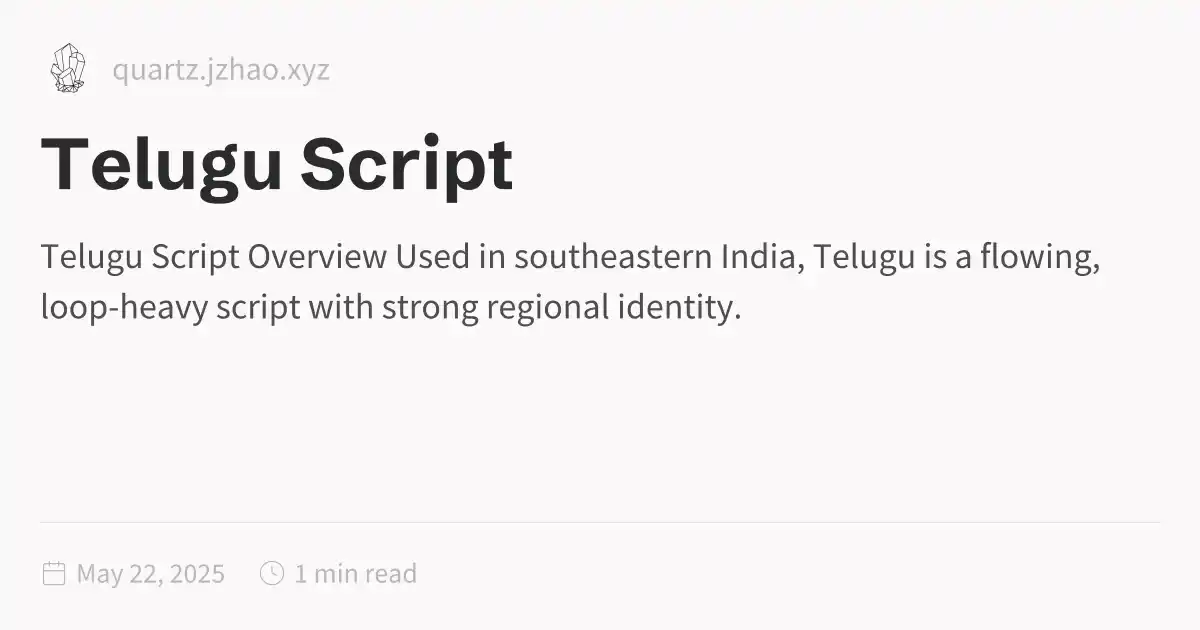 quartz.jzhao.xyz
Telugu Script
Telugu Script Overview Used in southeastern India, Telugu is a flowing,
loop-heavy script with strong regional identity.
May 22, 2025 1 min read